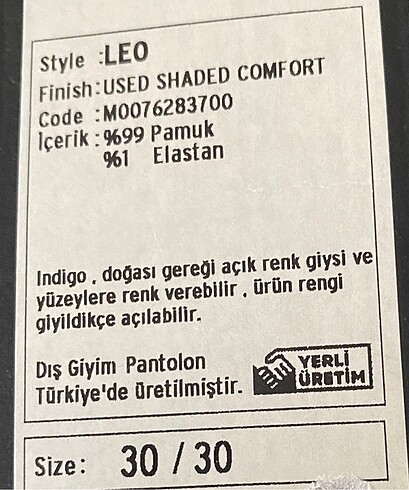 Style :LEO
Finish:USED SHADED COMFORT
Code :M0076283700
İçerik :%99 Pamuk
%1 Elastan
Indigo , doğası gereği açık renk giysi ve
yüzeylere renk verebilir , ürün rengi
giyildikçe açılabilir.
Dış Giyim Pantolon
Türkiye'de üretilmiştir.
YERLİ
ÜRETİM
Size: 30 / 30